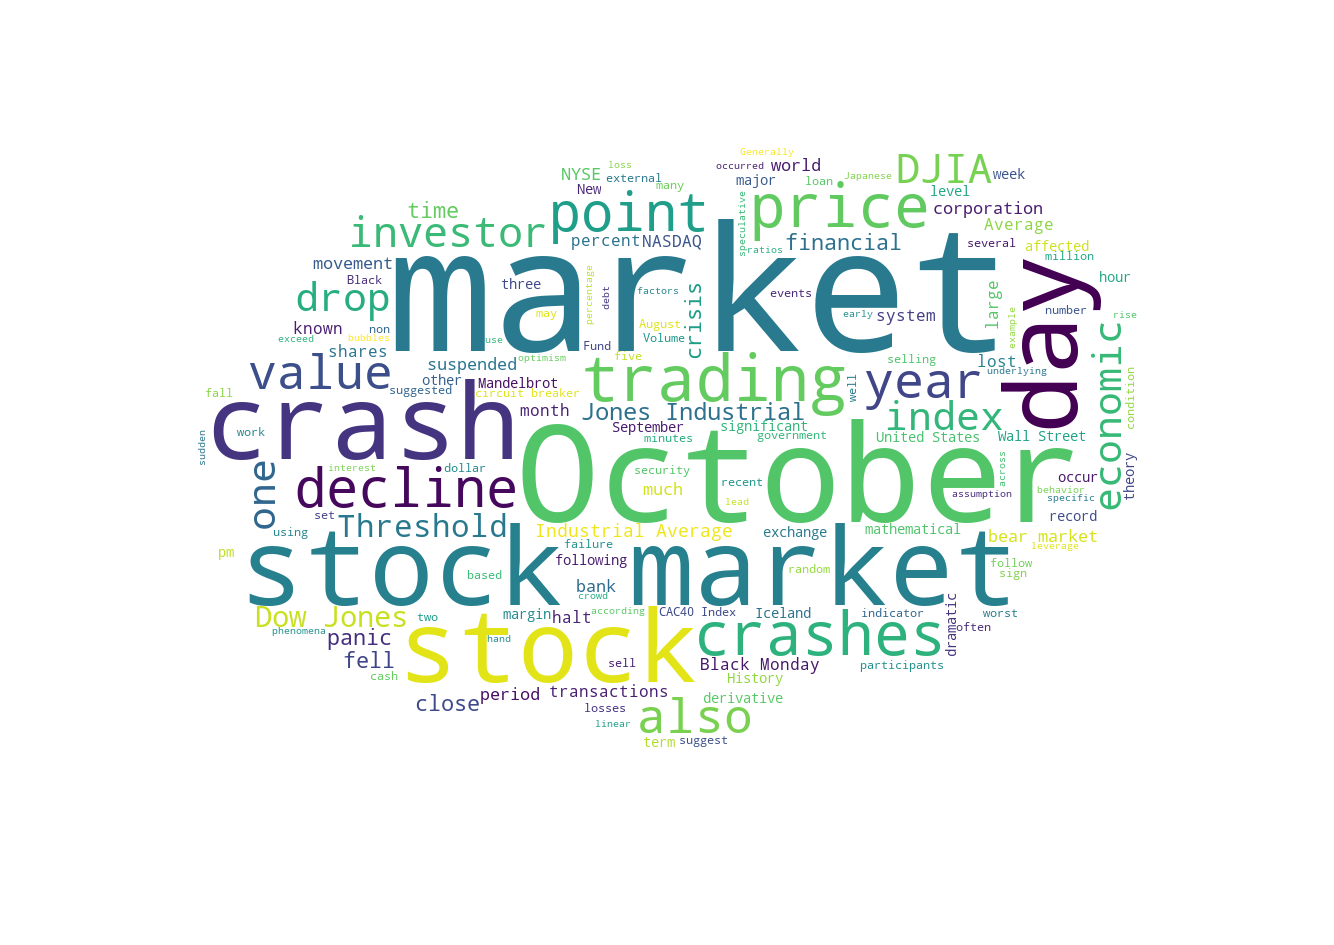 Generally
loss
occurred
world
DJIA
NYSE
external
many
major
loan
Japanese
week
New
level
speculative
time
point
price
corporation
investor
Average
percent
NASDAQ
ratios
financial
several
affected
movement
market
million
Black
three
percentage
debt
factors
crisis
events
day
hour
drop
may
early
system
large
number
known
non
August
example
rise
exceed
bubbles
use
Fund
Volume
shares
optimism
five
selling
lost
economic
value
suspended
trading
well
year
underlying
fall
suggested
other
Mandelbrot
condition
circuit breaker
crash
month
Jones Industrial
index
sudden
work
September
significant
minutes
government
United States
Wall Street
one
interest
dollar
October
security
recent
across
occur
theory
decline
much
lead
assumption
behavior
specific
set
Threshold
record
using
Industrial Average
exchange
mathematical
bear market
pm
failure
leverage
following
based
random
follow
sign
stock market
bank
crowd
Dow Jones
two
margin
halt
according
CAC40 Index
Iceland
indicator
worst
phenomena
panic
stock
hand
crashes
dramatic
often
fell
sell
Black Monday
participants
cash
History
close
period
transactions
derivative
losses
also
linear
term
suggest